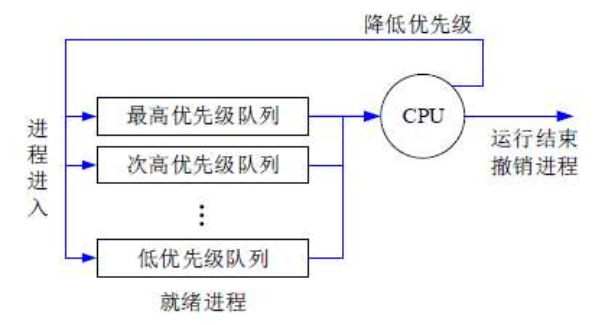 降低优先级
最高优先级队列
CPU
进程进入
次高优先级队列
运行结束
撤销进程
⋮
低优先级队列
就绪进程